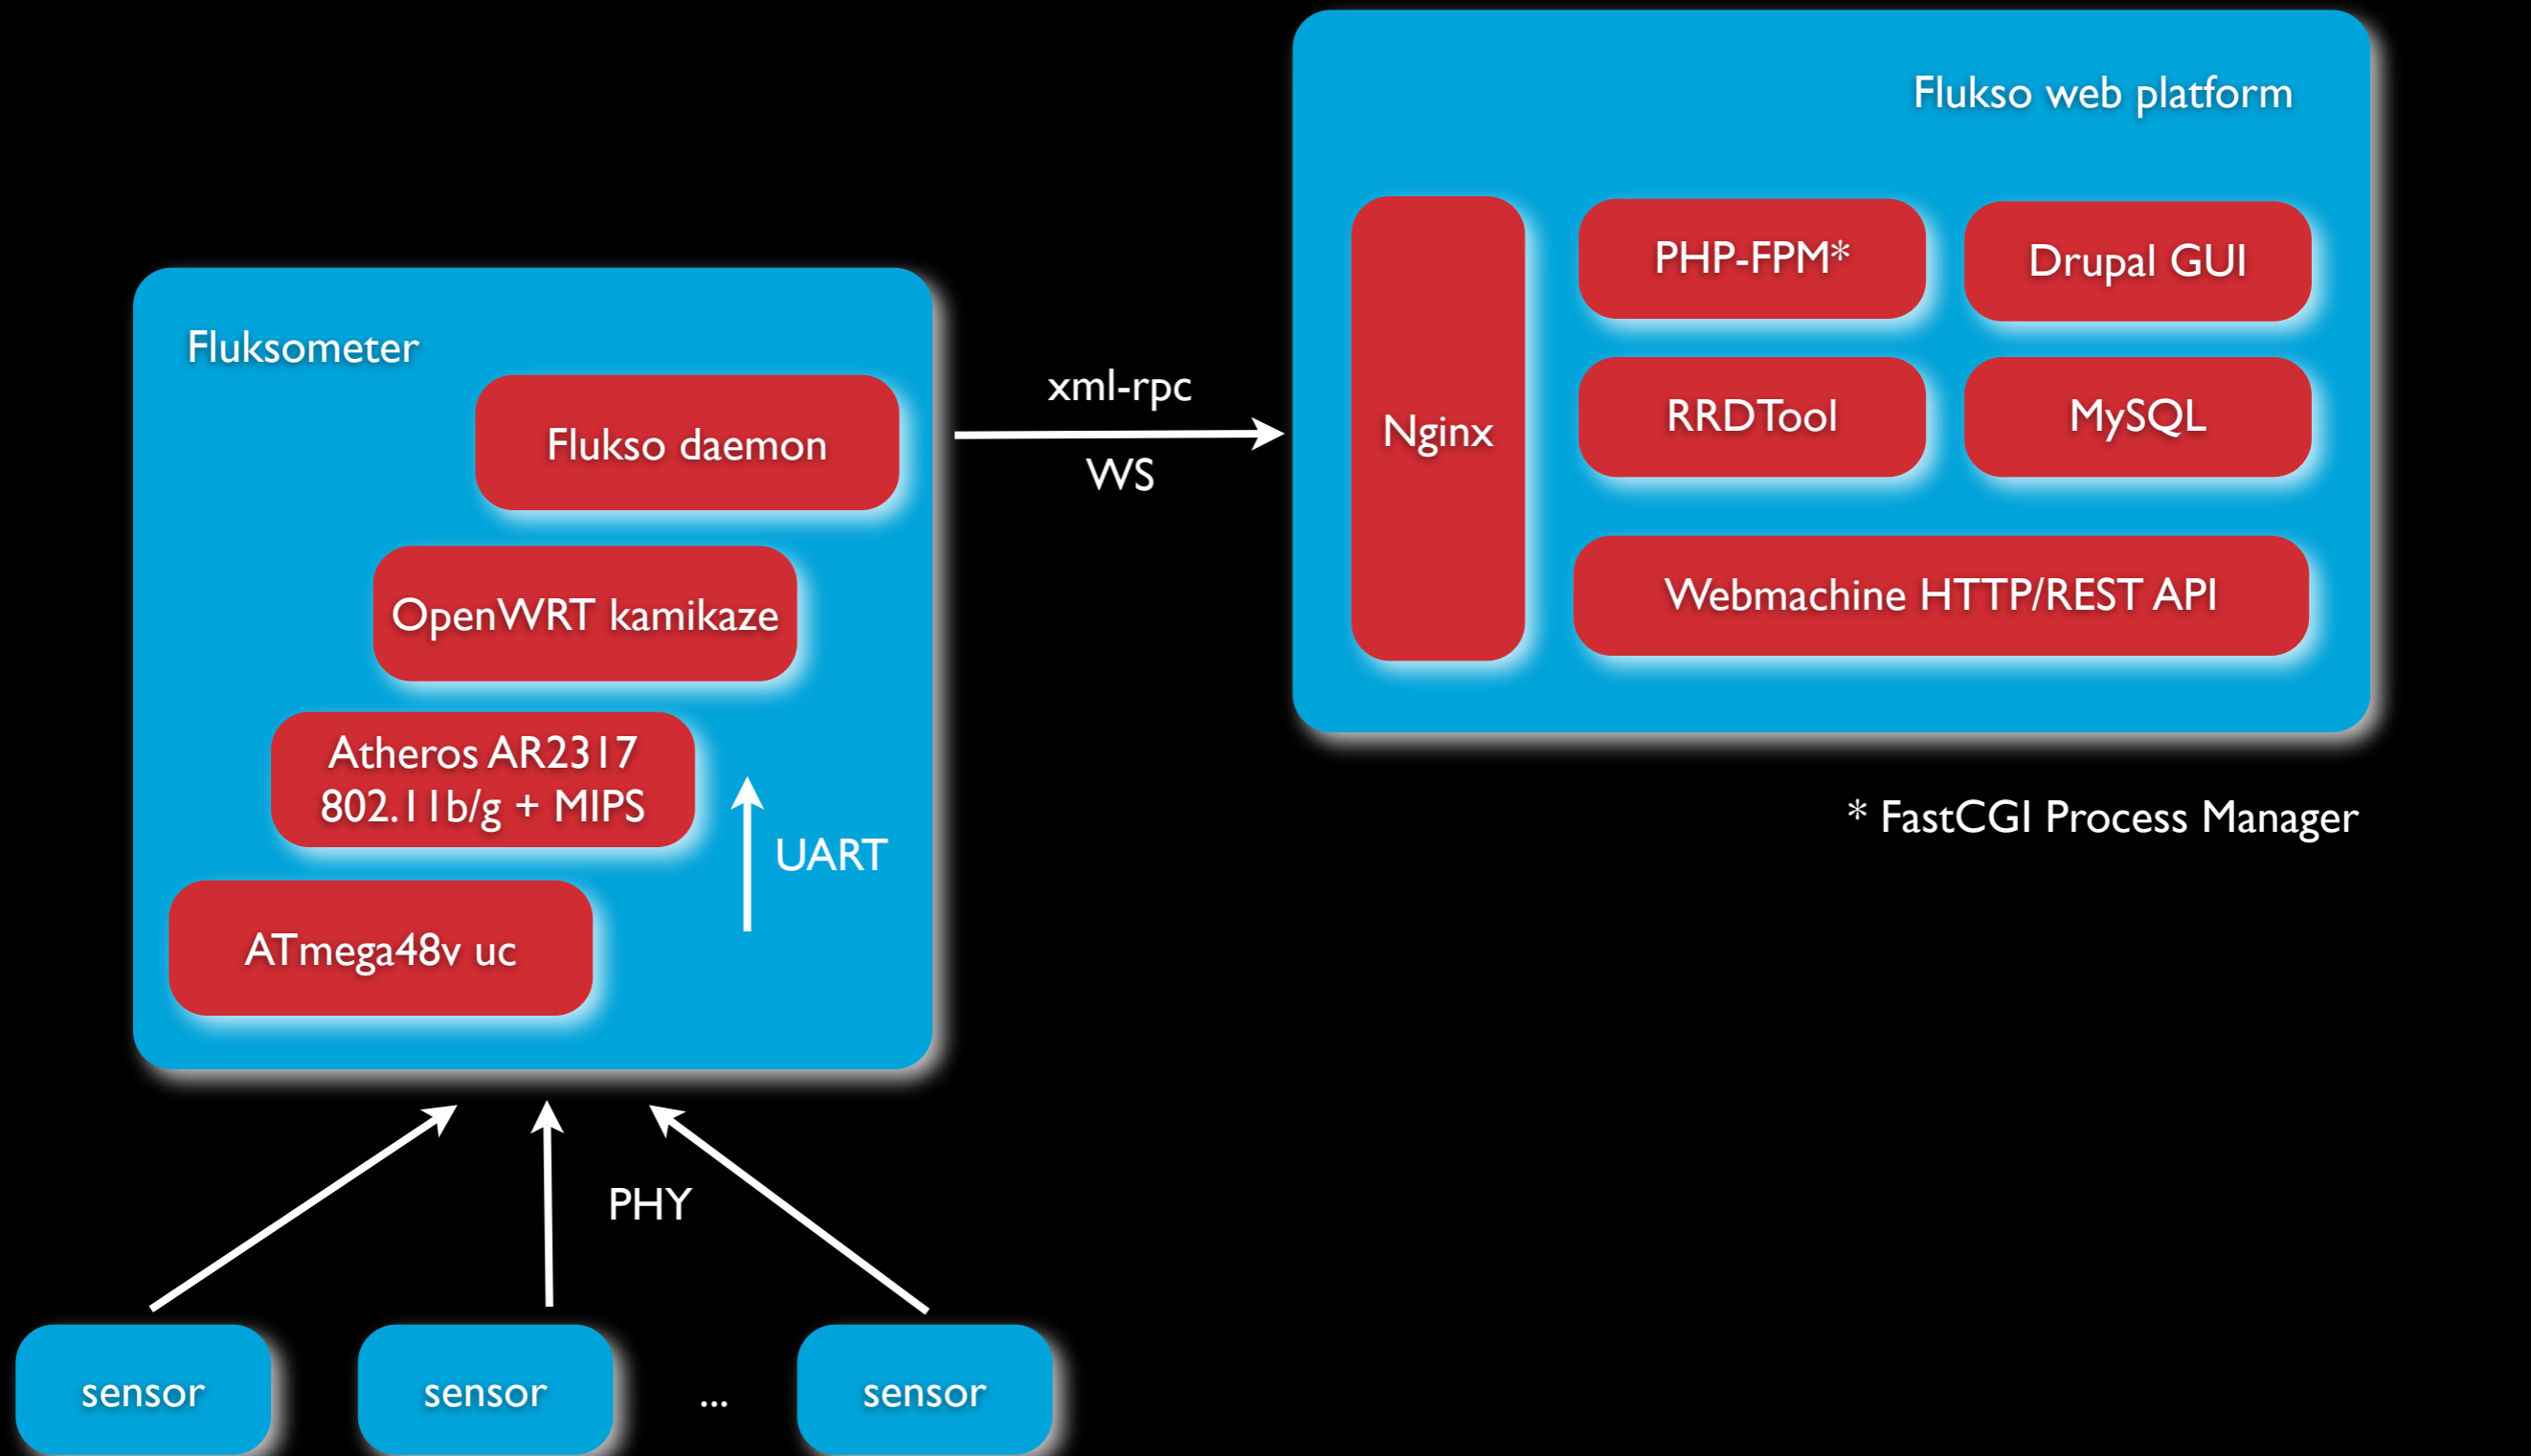 Flukso web platform
PHP-FPM*
Drupal GUI
Nginx
RRDTool
MySQL
Webmachine HTTP/REST API
* FastCGI Process Manager
xml-rpc
WS
Fluksometer
Flukso daemon
OpenWRT kamikaze
Atheros AR2317
802.11b/g + MIPS
UART
ATmega48v uc
PHY
sensor
sensor
...
sensor